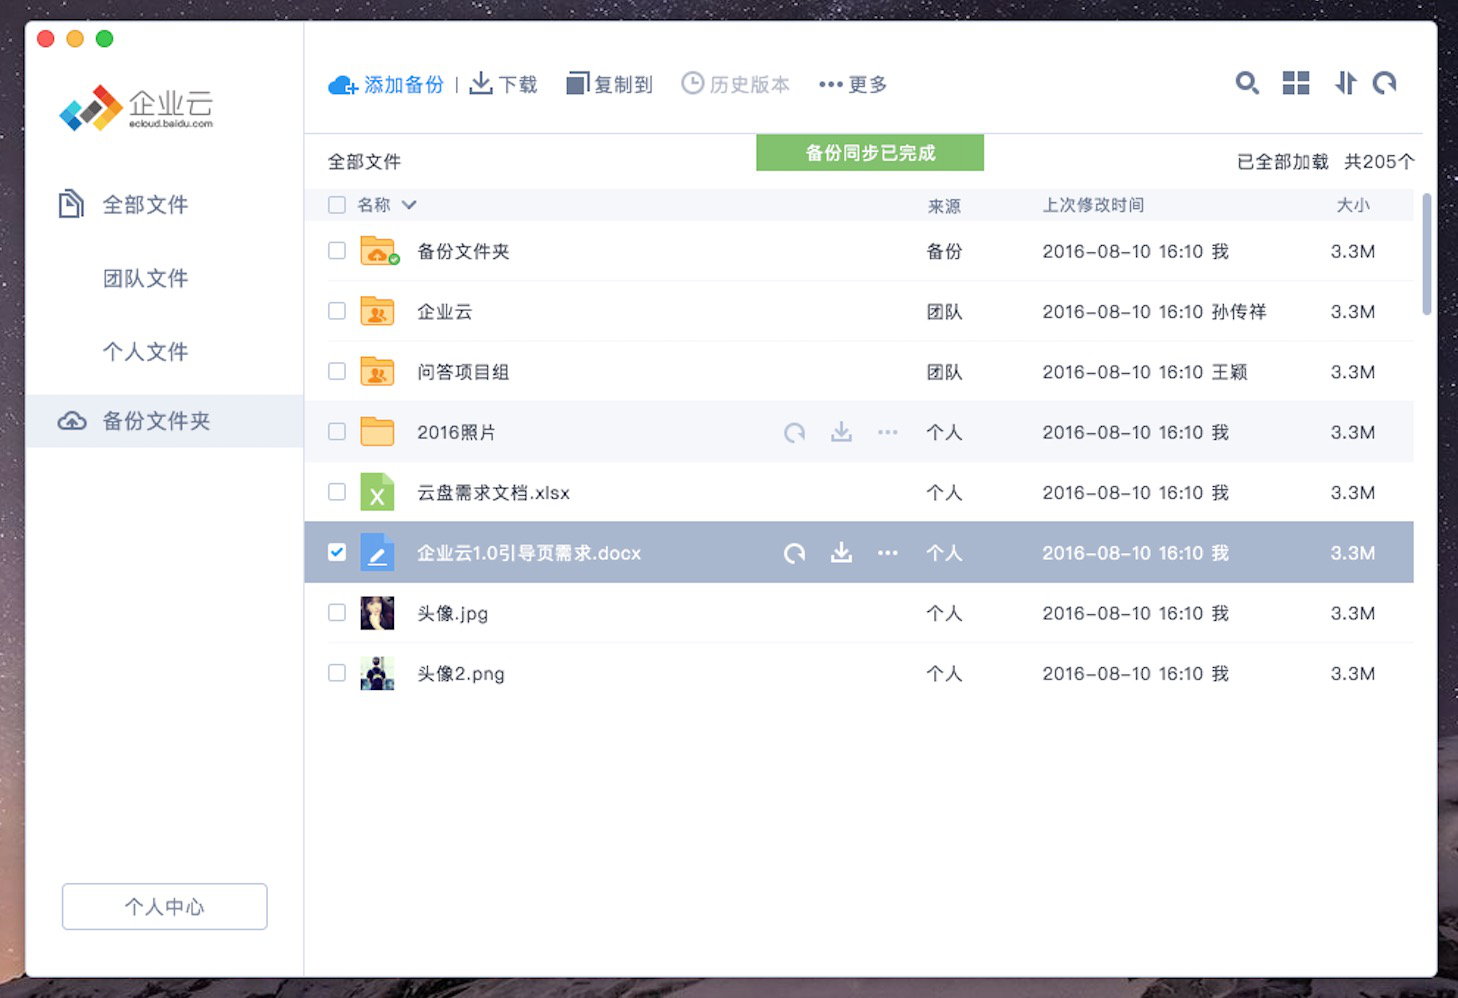 企业云
ecloud.baidu.com
添加备份 | 下载 复制到 历史版本 ••• 更多
备份同步已完成
全部文件 已全部加载 共205个
名称 来源 上次修改时间 大小
全部文件
团队文件
个人文件
备份文件夹
备份文件夹 备份 2016-08-10 16:10 我 3.3M
企业云 团队 2016-08-10 16:10 孙传祥 3.3M
问答项目组 团队 2016-08-10 16:10 王颖 3.3M
2016照片 个人 2016-08-10 16:10 我 3.3M
X 云盘需求文档.xlsx 个人 2016-08-10 16:10 我 3.3M
企业云1.0引导页需求.docx 个人 2016-08-10 16:10 我 3.3M
头像.jpg 个人 2016-08-10 16:10 我 3.3M
头像2.png 个人 2016-08-10 16:10 我 3.3M
个人中心